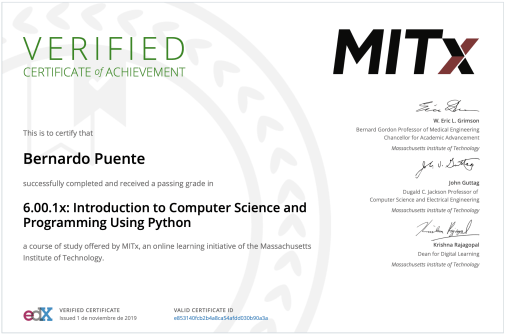 VERIFIED
CERTIFICATE of ACHIEVEMENT
MITx
This is to certify that
Bernardo Puente
successfully completed and received a passing grade in
6.00.1x: Introduction to Computer Science and
Programming Using Python
a course of study offered by MITx, an online learning initiative of the Massachusetts
Institute of Technology.
W. Eric L. Grimson
Bernard Gordon Professor of Medical Engineering
Chancellor for Academic Advancement
Massachusetts Institute of Technology
John Guttag
Dugald C. Jackson Professor of
Computer Science and Electrical Engineering
Massachusetts Institute of Technology
Krishna Rajagopal
Dean for Digital Learning
Massachusetts Institute of Technology
edX
VERIFIED CERTIFICATE
Issued 1 de noviembre de 2019
VALID CERTIFICATE ID